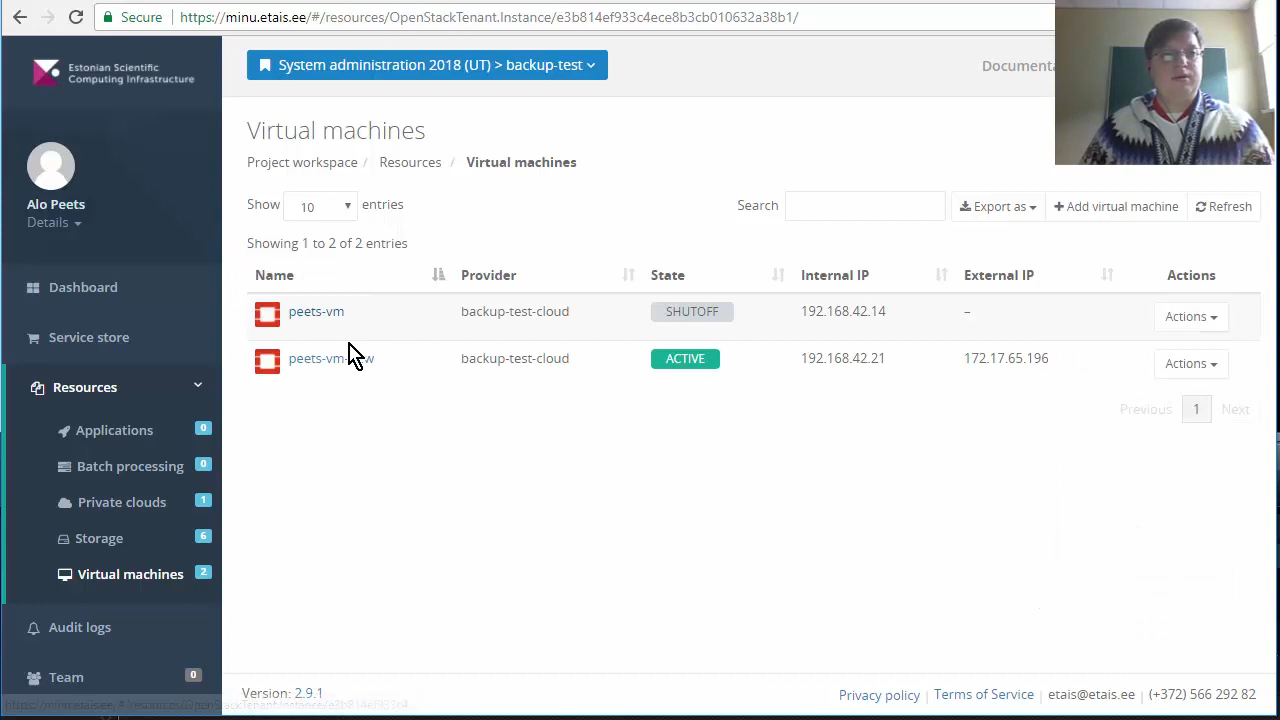 Secure https://minu.etais.ee/#/resources/OpenStackTenant.Instance/e3b814ef933c4ece8b3cb010632a38b1/
Estonian Scientific
Computing Infrastructure
System administration 2018 (UT) > backup-test
Alo Peets
Details
Dashboard
Service store
Resources
Applications 0
Batch processing 0
Private clouds 1
Storage 6
Virtual machines 2
Audit logs
Team 0
Virtual machines
Project workspace / Resources / Virtual machines
Show 10 entries
Search
Export as
Add virtual machine
Refresh
Showing 1 to 2 of 2 entries
Name Provider State Internal IP External IP Actions
peets-vm backup-test-cloud SHUTOFF 192.168.42.14 – Actions
backup-test-cloud ACTIVE 192.168.42.21 172.17.65.196 Actions
Previous 1 Next
Version: 2.9.1
Privacy policy Terms of Service etais@etais.ee (+372) 566 292 82